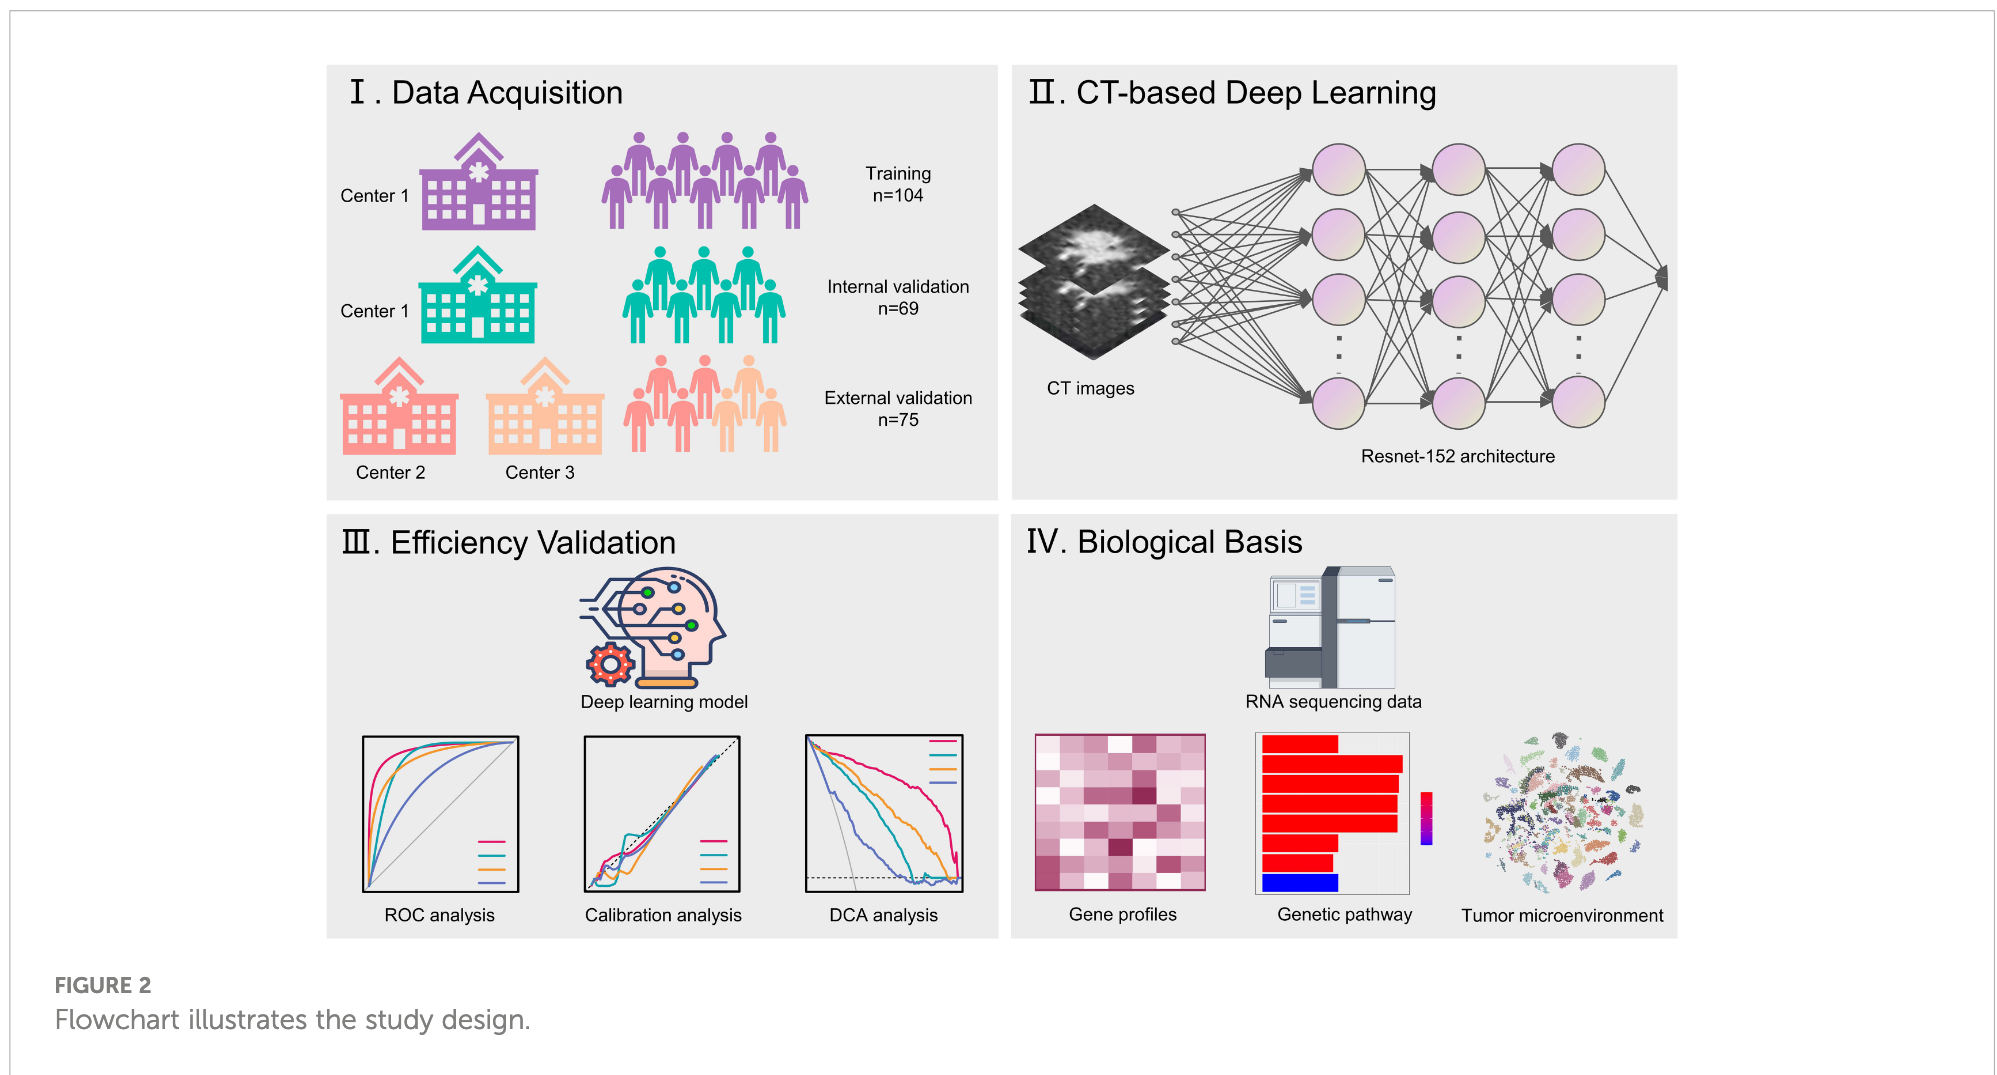 Ⅰ. Data Acquisition
Center 1
Training
n=104
Center 1
Internal validation
n=69
Center 2
Center 3
External validation
n=75
Ⅱ. CT-based Deep Learning
CT images
Resnet-152 architecture
Ⅲ. Efficiency Validation
Deep learning model
ROC analysis
Calibration analysis
DCA analysis
Ⅳ. Biological Basis
RNA sequencing data
Gene profiles
Genetic pathway
Tumor microenvironment
FIGURE 2
Flowchart illustrates the study design.